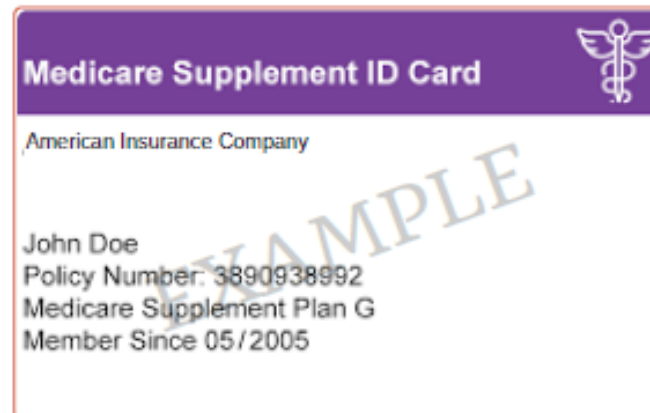 Medicare Supplement ID Card
American Insurance Company
EXAMPLE
John Doe
Policy Number: 3890938992
Medicare Supplement Plan G
Member Since 05/2005